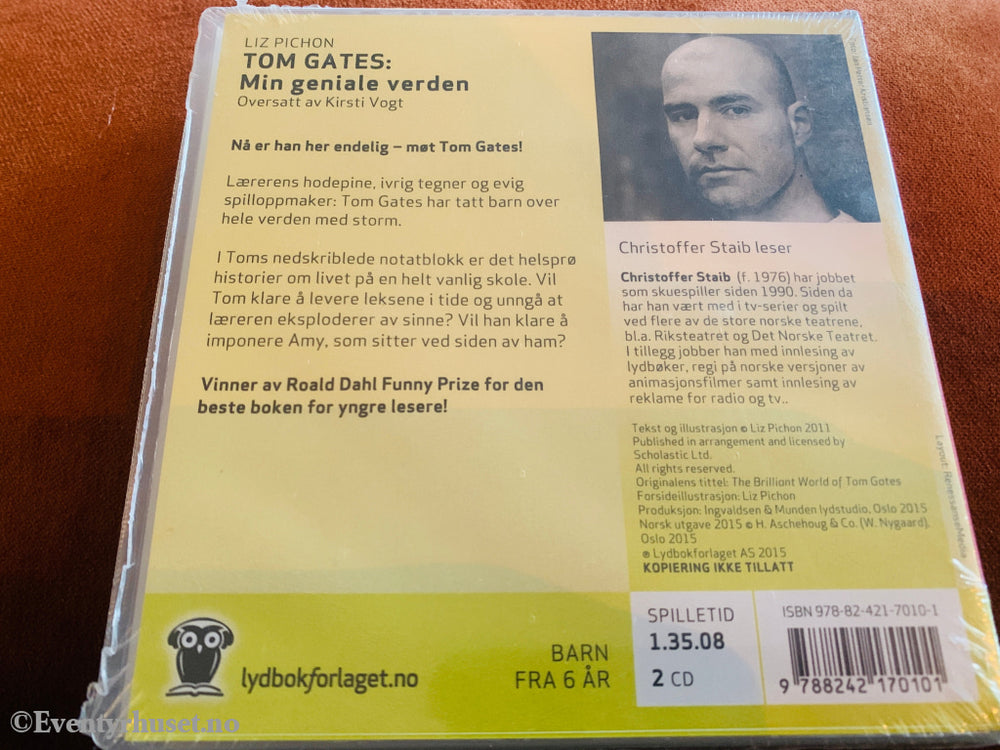 LIZ PICHON
TOM GATES:
Min geniale verden
Oversatt av Kirsti Vogt
Nå er han her endelig – møt Tom Gates!
Lærerens hodepine, ivrig tegner og evig
spilloppmaker: Tom Gates har tatt barn over
hele verden med storm.
I Toms nedskriblede notatblokk er det helsprø
historier om livet på en helt vanlig skole. Vil
Tom klare å levere leksene i tide og unngå at
læreren eksploderer av sinne? Vil han klare å
imponere Amy, som sitter ved siden av ham?
Vinner av Roald Dahl Funny Prize for den
beste boken for yngre lesere!
Christoffer Staib leser
Christoffer Staib (f. 1976) har jobbet
som skuespiller siden 1990. Siden da
har han vært med i tv-serier og spilt
ved flere av de store norske teatrene,
bl.a. Riksteatret og Det Norske Teatret.
I tillegg jobber han med innlesing av
lydbøker, regi på norske versjoner av
animasjonsfilmer samt innlesing av
reklame for radio og tv..
Tekst og illustrasjon © Liz Pichon 2011
Published in arrangement and licensed by
Scholastic Ltd.
All rights reserved.
Originalens tittel: The Brilliant World of Tom Gates
Forsideillustrasjon: Liz Pichon
Produksjon: Ingvaldsen & Munden lydstudio, Oslo 2015
Norsk utgave 2015 © H. Aschehoug & Co. (W. Nygaard),
Oslo 2015
℗ Lydbokforlaget AS 2015
KOPIERING IKKE TILLATT
Layout: RenessanseMedia
lydbokforlaget.no
BARN
FRA 6 ÅR
SPILLETID
1.35.08
2 CD
ISBN 978-82-421-7010-1
9 788242 170101
©Eventyrhuset.no